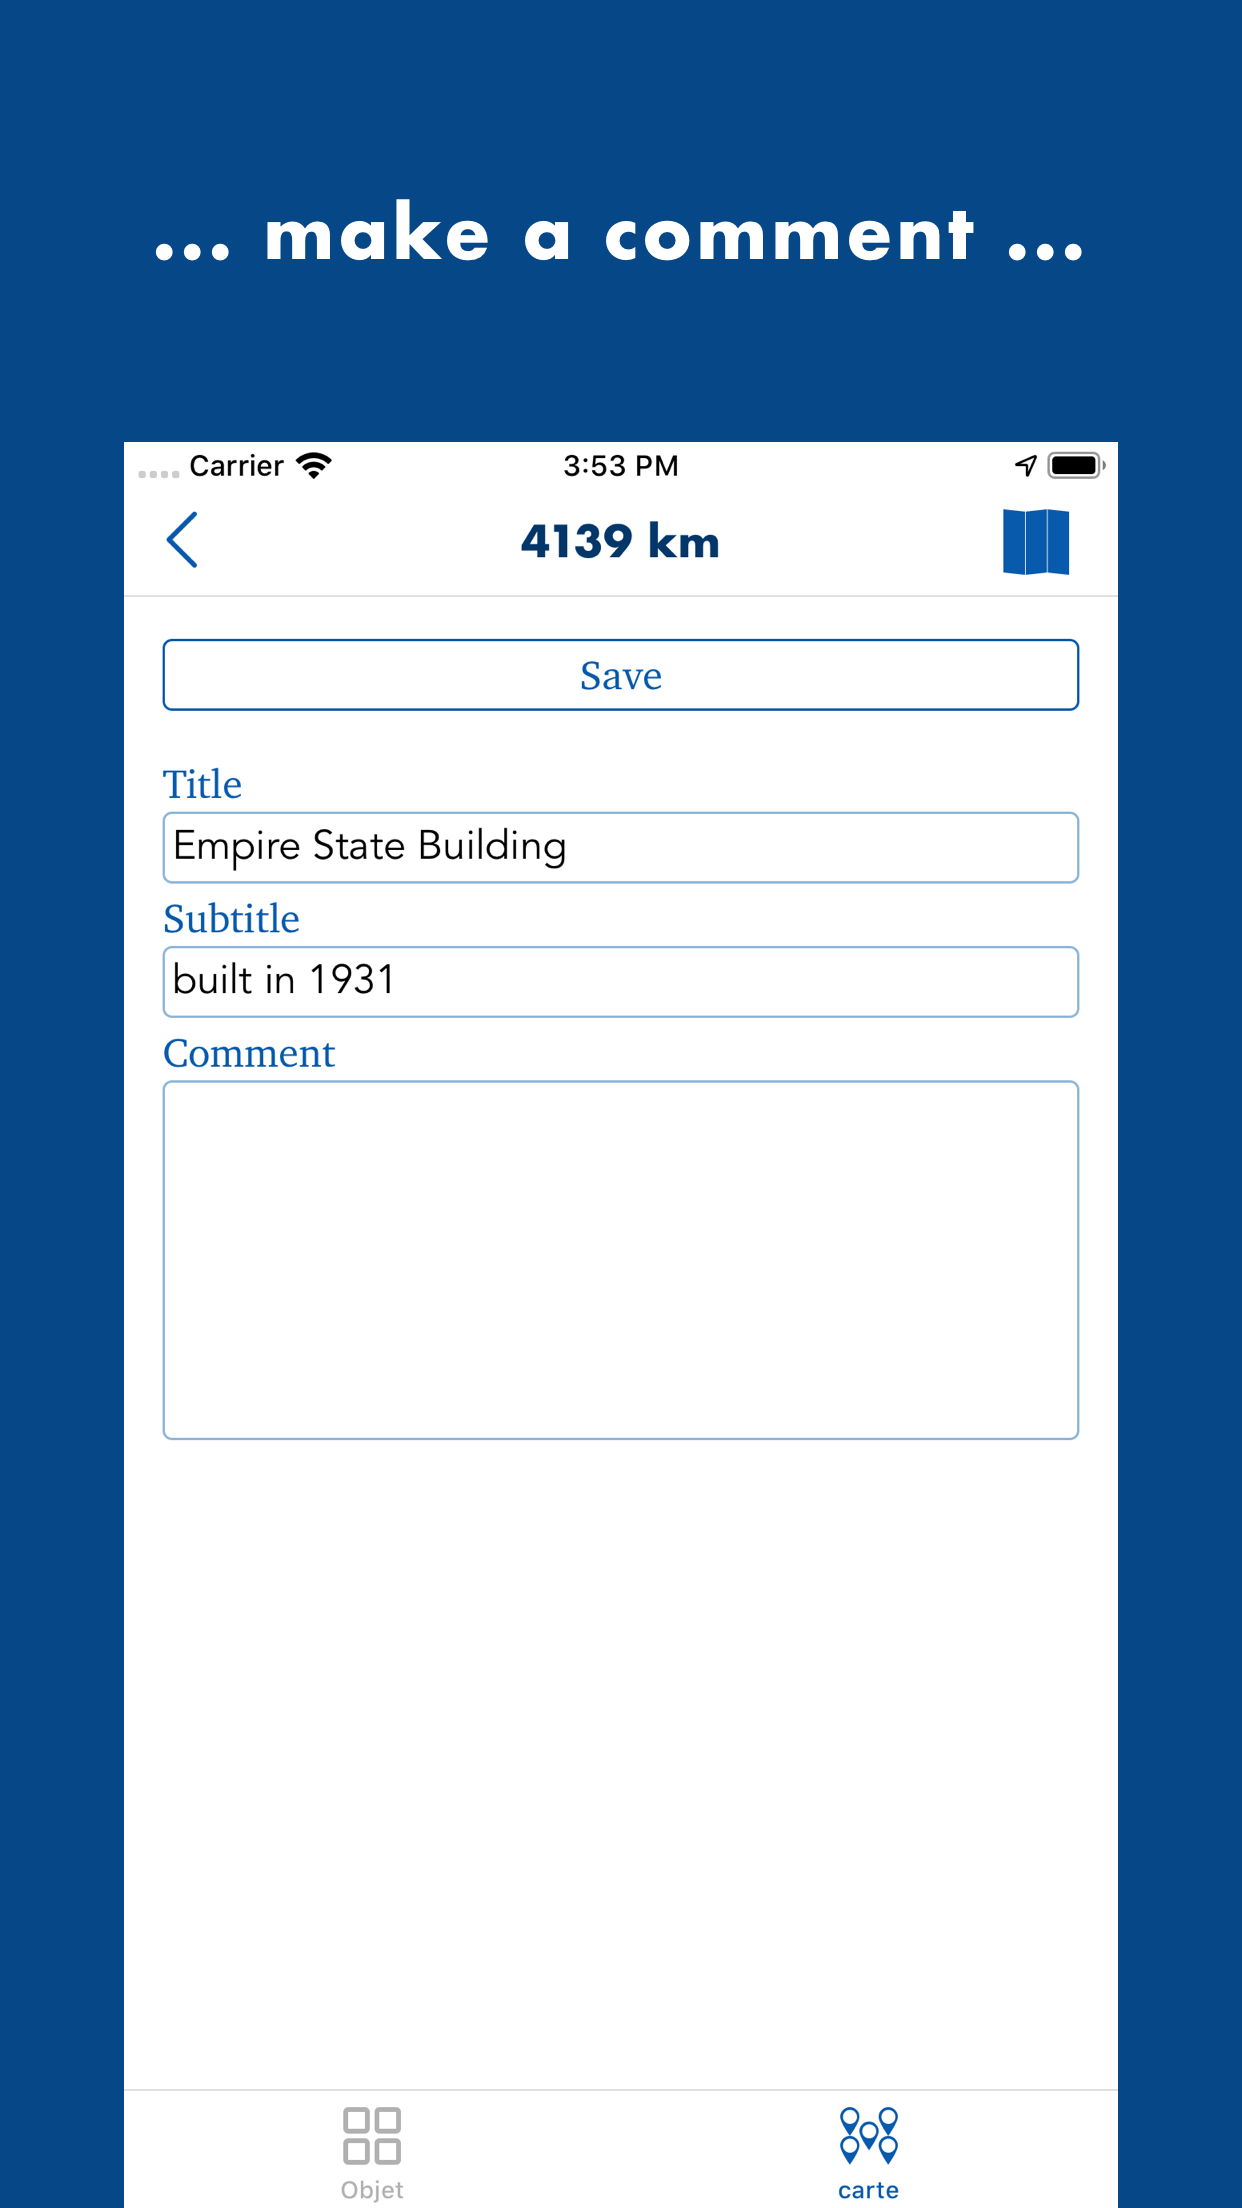 ... make a comment ...
Carrier 3:53 PM
4139 km
Save
Title
Empire State Building
Subtitle
built in 1931
Comment
Objet carte